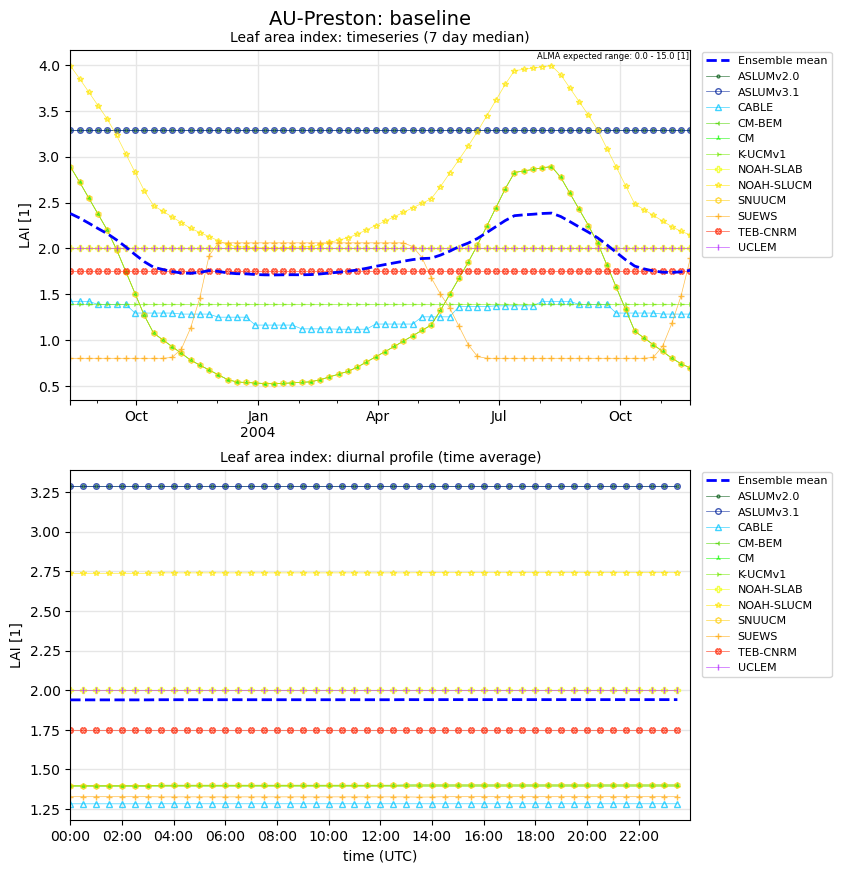 AU-Preston: baseline
Leaf area index: timeseries (7 day median)
ALMA expected range: 0.0 - 15.0 [1]
4.0
3.5
3.0
2.5
2.0
1.5
1.0
0.5
LAI [1]
Oct
Jan
2004
Apr
Jul
Oct
Ensemble mean
ASLUMv2.0
ASLUMv3.1
CABLE
CM-BEM
CM
K-UCMv1
NOAH-SLAB
NOAH-SLUCM
SNUUCM
SUEWS
TEB-CNRM
UCLEM
Leaf area index: diurnal profile (time average)
3.25
3.00
2.75
2.50
2.25
2.00
1.75
1.50
1.25
LAI [1]
00:00 02:00 04:00 06:00 08:00 10:00 12:00 14:00 16:00 18:00 20:00 22:00
time (UTC)
Ensemble mean
ASLUMv2.0
ASLUMv3.1
CABLE
CM-BEM
CM
K-UCMv1
NOAH-SLAB
NOAH-SLUCM
SNUUCM
SUEWS
TEB-CNRM
UCLEM